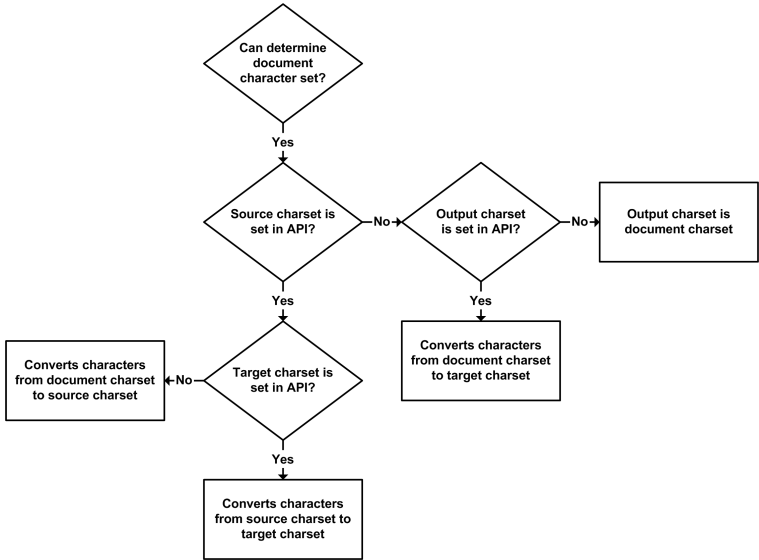 Can determine
document
character set?
Yes
Source charset is
set in API?
No
Output charset
is set in API?
No
Output charset is
document charset
Yes
Yes
Converts characters
from document charset
to target charset
Target charset is
set in API?
No
Converts characters
from document charset
to source charset
Yes
Converts characters
from source charset to
target charset